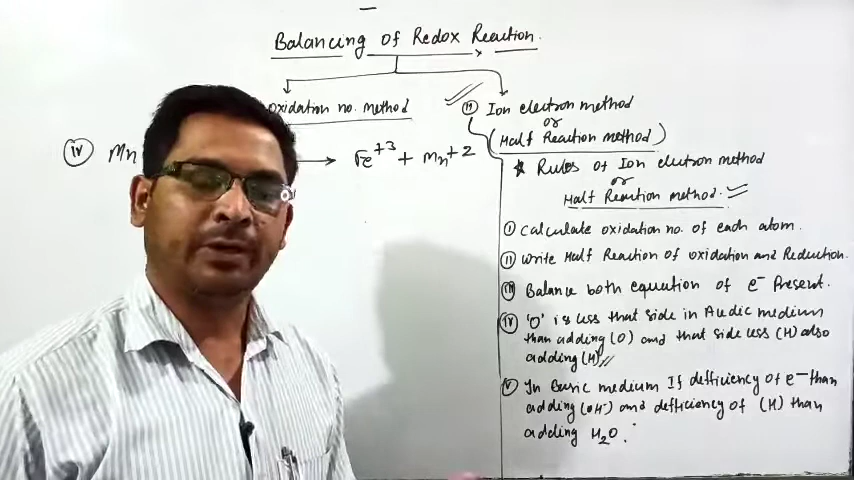 Balancing of Redox Reaction.
oxidation no. method
(iv) Mn → Fe+3 + Mn+2
(ii) Ion electron method
or
(Half Reaction method)
* Rules of Ion electron method
or
Half Reaction method.
(i) Calculate oxidation no. of each atom.
(ii) Write Half Reaction of oxidation and Reduction.
(iii) Balance both equation of e- Present.
(iv) 'O' is less that side in Acidic medium
than adding (O) and that side less (H) also
adding (H)
(v) In Basic medium If defficiency of e- than
adding (OH-) and defficiency of (H) than
adding H2O.